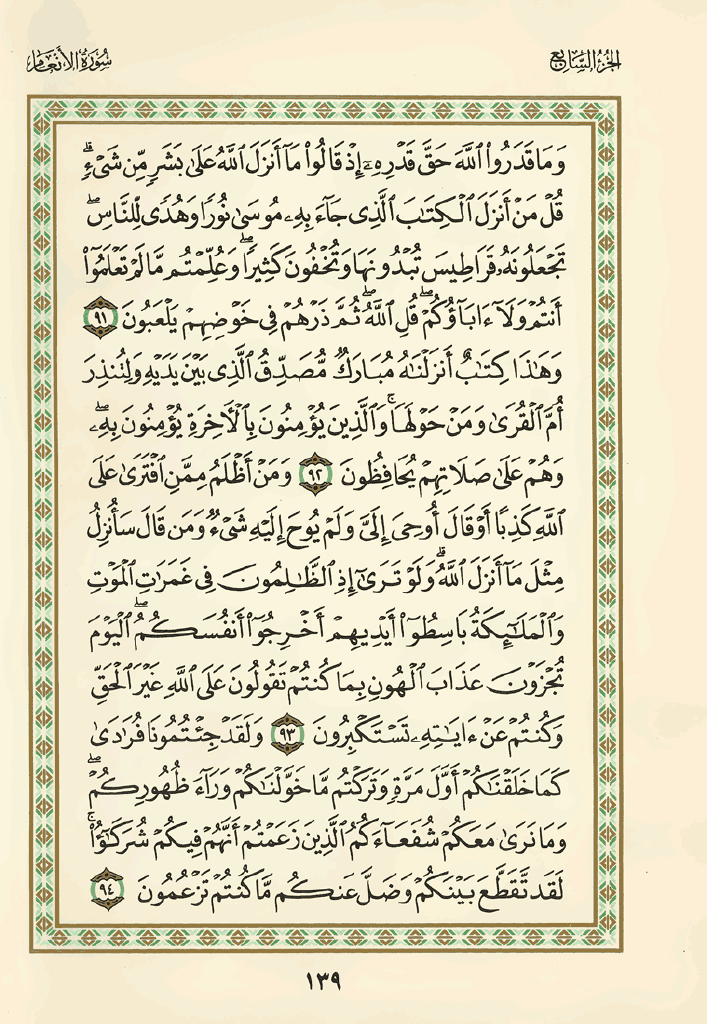 الجزء السابع
سورة الأنعام
وَمَا قَدَرُوا۟ ٱللَّهَ حَقَّ قَدْرِهِۦٓ إِذْ قَالُوا۟ مَآ أَنزَلَ ٱللَّهُ عَلَىٰ بَشَرٍ مِّن شَىْءٍ ۗ
قُلْ مَنْ أَنزَلَ ٱلْكِتَـٰبَ ٱلَّذِى جَآءَ بِهِۦ مُوسَىٰ نُورًا وَهُدًى لِّلنَّاسِ ۖ
تَجْعَلُونَهُۥ قَرَاطِيسَ تُبْدُونَهَا وَتُخْفُونَ كَثِيرًا ۖ وَعُلِّمْتُم مَّا لَمْ تَعْلَمُوٓا۟
أَنتُمْ وَلَآ ءَابَآؤُكُمْ ۖ قُلِ ٱللَّهُ ۖ ثُمَّ ذَرْهُمْ فِى خَوْضِهِمْ يَلْعَبُونَ ٩١
وَهَـٰذَا كِتَـٰبٌ أَنزَلْنَـٰهُ مُبَارَكٌ مُّصَدِّقُ ٱلَّذِى بَيْنَ يَدَيْهِ وَلِتُنذِرَ
أُمَّ ٱلْقُرَىٰ وَمَنْ حَوْلَهَا ۚ وَٱلَّذِينَ يُؤْمِنُونَ بِٱلْـَٔاخِرَةِ يُؤْمِنُونَ بِهِۦ ۖ
وَهُمْ عَلَىٰ صَلَاتِهِمْ يُحَافِظُونَ ٩٢ وَمَنْ أَظْلَمُ مِمَّنِ ٱفْتَرَىٰ عَلَى
ٱللَّهِ كَذِبًا أَوْ قَالَ أُوحِىَ إِلَىَّ وَلَمْ يُوحَ إِلَيْهِ شَىْءٌ وَمَن قَالَ سَأُنزِلُ
مِثْلَ مَآ أَنزَلَ ٱللَّهُ ۗ وَلَوْ تَرَىٰٓ إِذِ ٱلظَّـٰلِمُونَ فِى غَمَرَٰتِ ٱلْمَوْتِ
وَٱلْمَلَـٰٓئِكَةُ بَاسِطُوٓا۟ أَيْدِيهِمْ أَخْرِجُوٓا۟ أَنفُسَكُمُ ۖ ٱلْيَوْمَ
تُجْزَوْنَ عَذَابَ ٱلْهُونِ بِمَا كُنتُمْ تَقُولُونَ عَلَى ٱللَّهِ غَيْرَ ٱلْحَقِّ
وَكُنتُمْ عَنْ ءَايَـٰتِهِۦ تَسْتَكْبِرُونَ ٩٣ وَلَقَدْ جِئْتُمُونَا فُرَٰدَىٰ
كَمَا خَلَقْنَـٰكُمْ أَوَّلَ مَرَّةٍ وَتَرَكْتُم مَّا خَوَّلْنَـٰكُمْ وَرَآءَ ظُهُورِكُمْ ۖ
وَمَا نَرَىٰ مَعَكُمْ شُفَعَآءَكُمُ ٱلَّذِينَ زَعَمْتُمْ أَنَّهُمْ فِيكُمْ شُرَكَـٰٓؤُا۟ ۚ
لَقَد تَّقَطَّعَ بَيْنَكُمْ وَضَلَّ عَنكُم مَّا كُنتُمْ تَزْعُمُونَ ٩٤
١٣٩